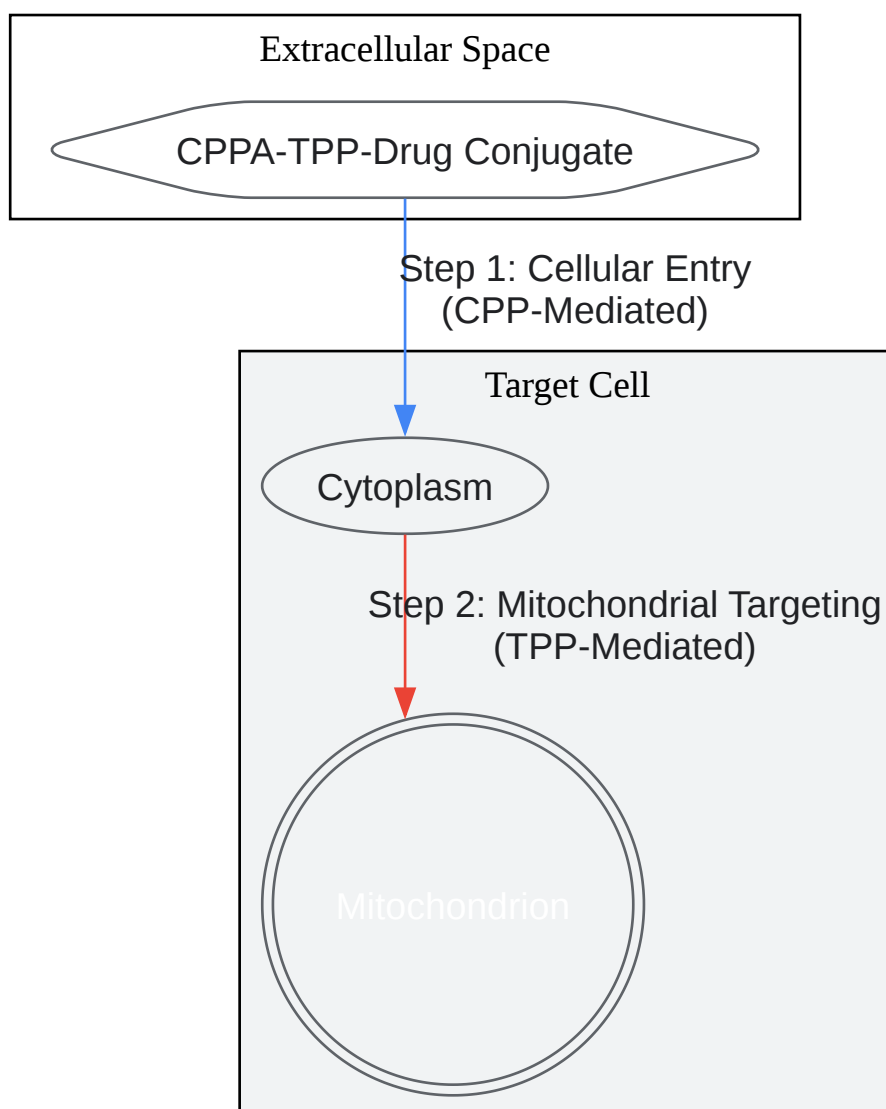 Extracellular Space
CPPA-TPP-Drug Conjugate
Step 1: Cellular Entry
(CPP-Mediated)
Target Cell
Cytoplasm
Step 2: Mitochondrial Targeting
(TPP-Mediated)
Mitochondrion